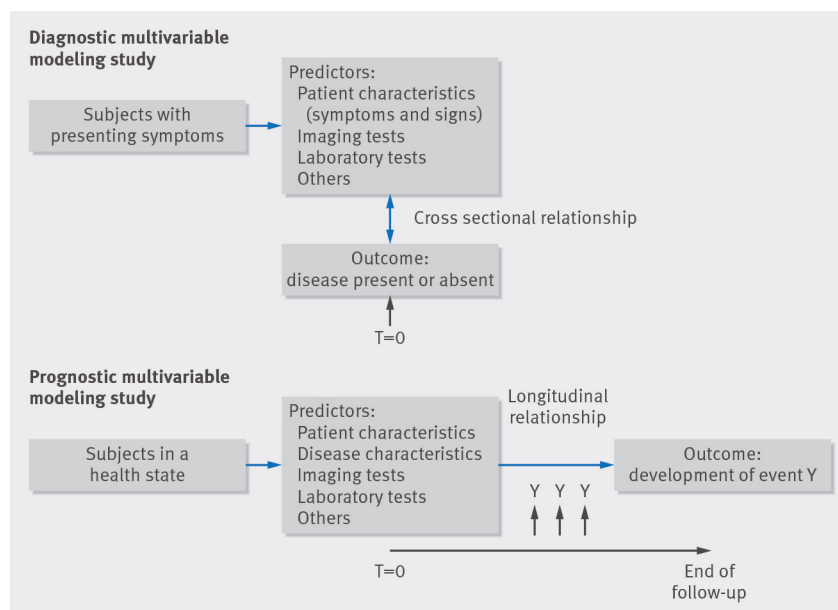 Diagnostic multivariable
modeling study
Subjects with
presenting symptoms
Predictors:
Patient characteristics
(symptoms and signs)
Imaging tests
Laboratory tests
Others
Cross sectional relationship
Outcome:
disease present or absent
T=0
Prognostic multivariable
modeling study
Subjects in a
health state
Predictors:
Patient characteristics
Disease characteristics
Imaging tests
Laboratory tests
Others
Longitudinal
relationship
Y Y Y
Outcome:
development of event Y
T=0
End of
follow-up